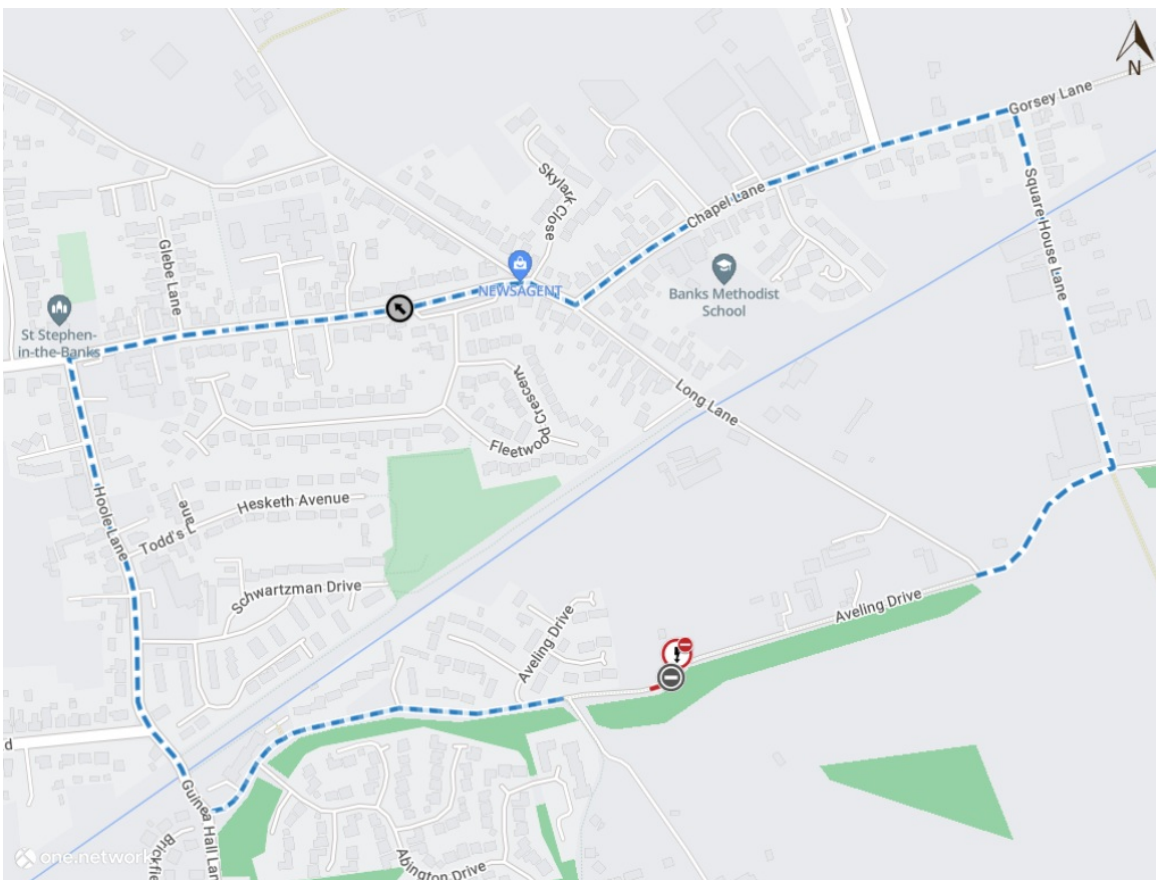 N
Gorsey Lane
Skylark Close
Chapel Lane
Square House Lane
Glebe Lane
NEWSAGENT
Banks Methodist
School
St Stephen-
in-the-Banks
Long Lane
Fleetwood Crescent
Hesketh Avenue
Todd's Lane
Hoole Lane
Schwartzman Drive
Aveling Drive
Aveling Drive
d
Guinea Hall Lan
Brickfie
Abington Drive
one.network